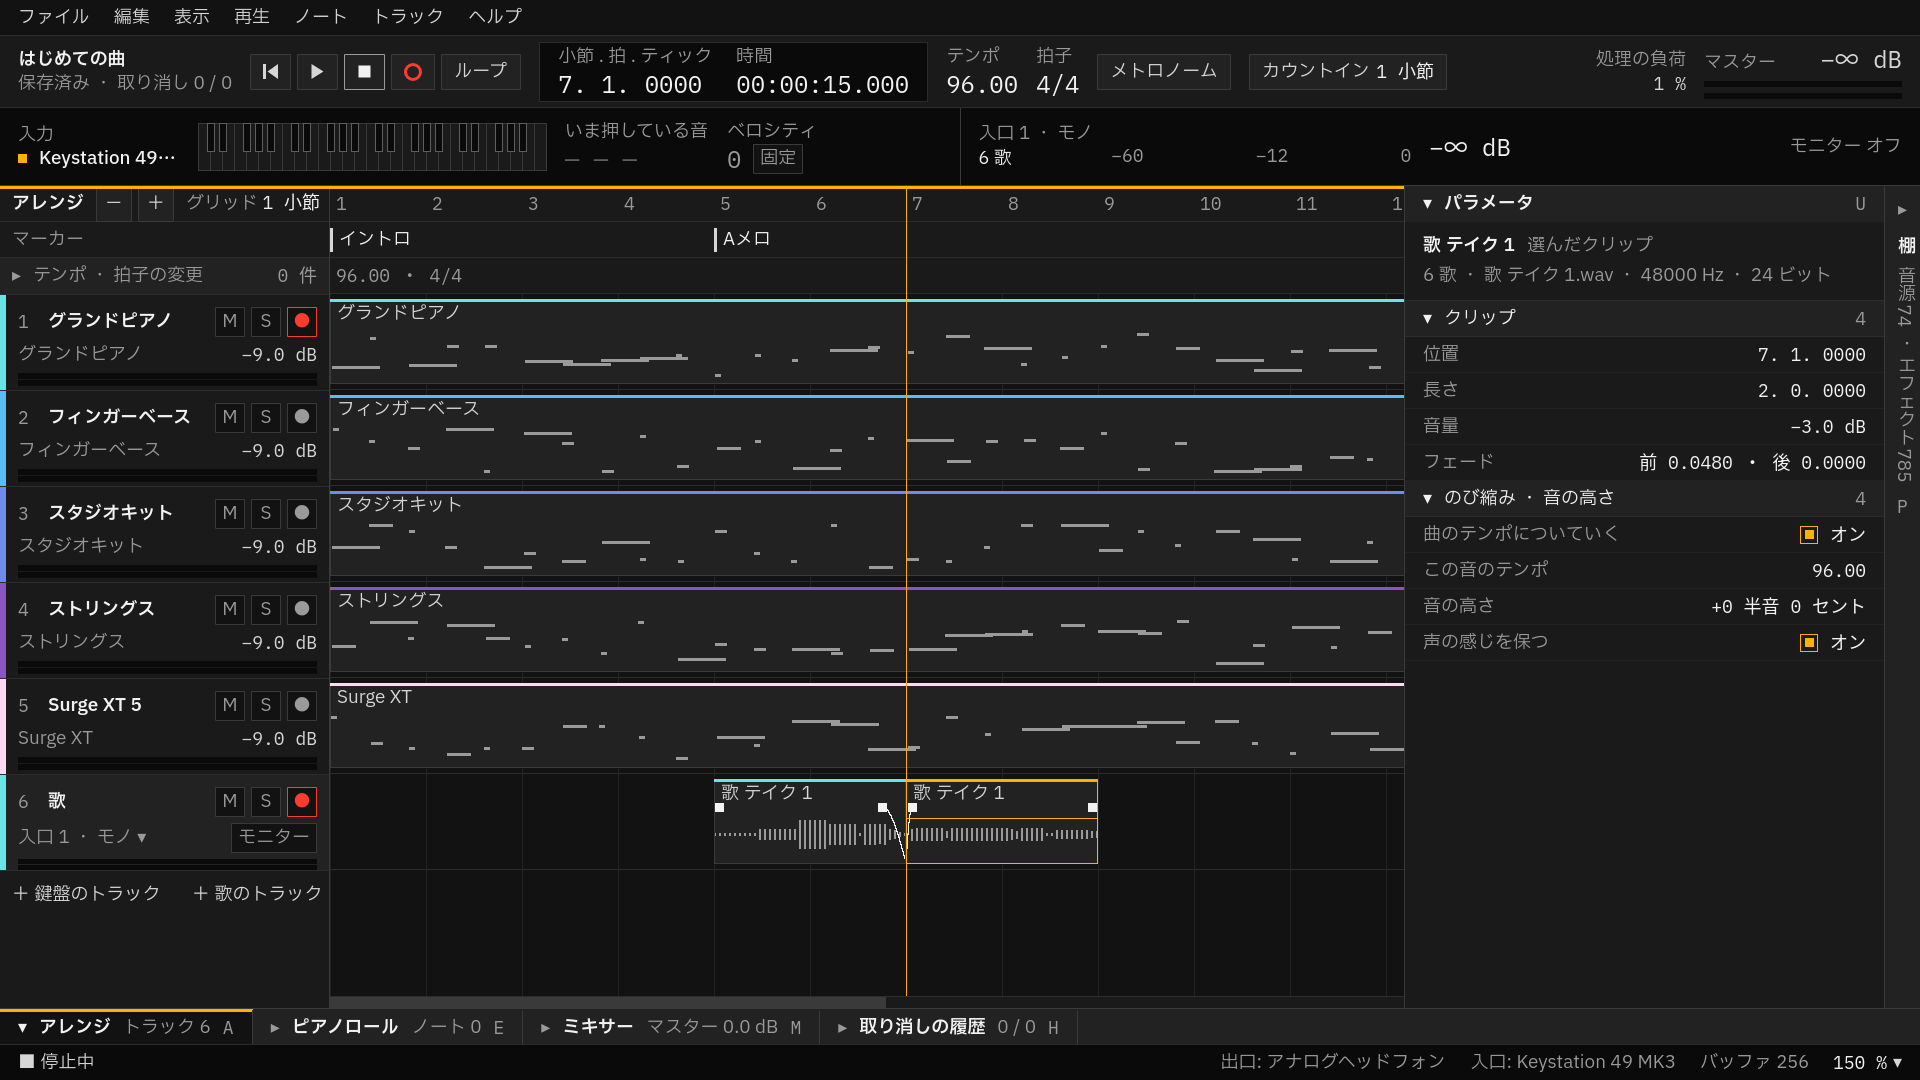 ファイル 編集 表示 再生 ノート トラック ヘルプ
はじめての曲
保存済み · 取り消し 0 / 0
ループ
小節 . 拍 . ティック 時間
7. 1. 0000 00:00:15.000
テンポ 拍子
96.00 4/4
メトロノーム
カウントイン 1 小節
処理の負荷
1 %
マスター −∞ dB
入力
Keystation 49…
いま押している音 ベロシティ
— — — 0 固定
入口 1 · モノ
6 歌 −60 −12 0 −∞ dB
モニター オフ
アレンジ − + グリッド 1 小節
1 2 3 4 5 6 7 8 9 10 11 1
マーカー
イントロ Aメロ
▸ テンポ · 拍子の変更 0 件
96.00 · 4/4
1 グランドピアノ M S
グランドピアノ −9.0 dB
グランドピアノ
2 フィンガーベース M S
フィンガーベース −9.0 dB
フィンガーベース
3 スタジオキット M S
スタジオキット −9.0 dB
スタジオキット
4 ストリングス M S
ストリングス −9.0 dB
ストリングス
5 Surge XT 5 M S
Surge XT −9.0 dB
Surge XT
6 歌 M S
入口 1 · モノ ▾ モニター
歌 テイク 1 歌 テイク 1
+ 鍵盤のトラック + 歌のトラック
▾ パラメータ U
歌 テイク 1 選んだクリップ
6 歌 · 歌 テイク 1.wav · 48000 Hz · 24 ビット
▾ クリップ 4
位置 7. 1. 0000
長さ 2. 0. 0000
音量 −3.0 dB
フェード 前 0.0480 · 後 0.0000
▾ のび縮み · 音の高さ 4
曲のテンポについていく オン
この音のテンポ 96.00
音の高さ +0 半音 0 セント
声の感じを保つ オン
▸ 棚 音源 74 · エフェクト 785 P
▾ アレンジ トラック 6 A ▸ ピアノロール ノート 0 E ▸ ミキサー マスター 0.0 dB M ▸ 取り消しの履歴 0 / 0 H
停止中
出口: アナログヘッドフォン 入口: Keystation 49 MK3 バッファ 256 150 % ▾